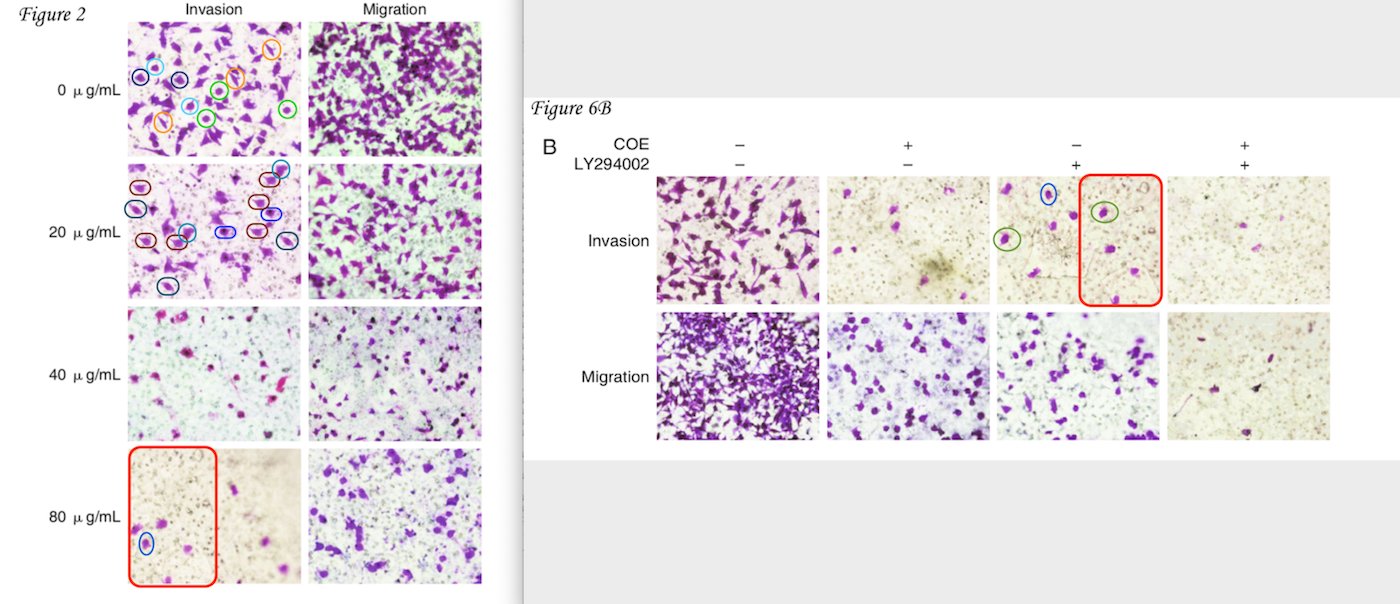 Figure 2
Invasion Migration
0 μ g/mL
20 μ g/mL
40 μ g/mL
80 μ g/mL
Figure 6B
B
COE − + − +
LY294002 − − + +
Invasion
Migration